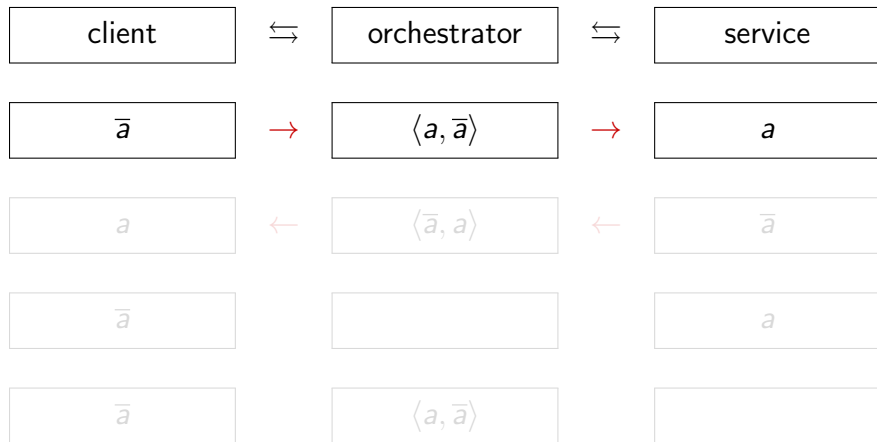 client ⇆ orchestrator ⇆ service
a̅ → ⟨a, a̅⟩ → a
a ← ⟨a̅, a⟩ ← a̅
a̅ a
a̅ ⟨a, a̅⟩